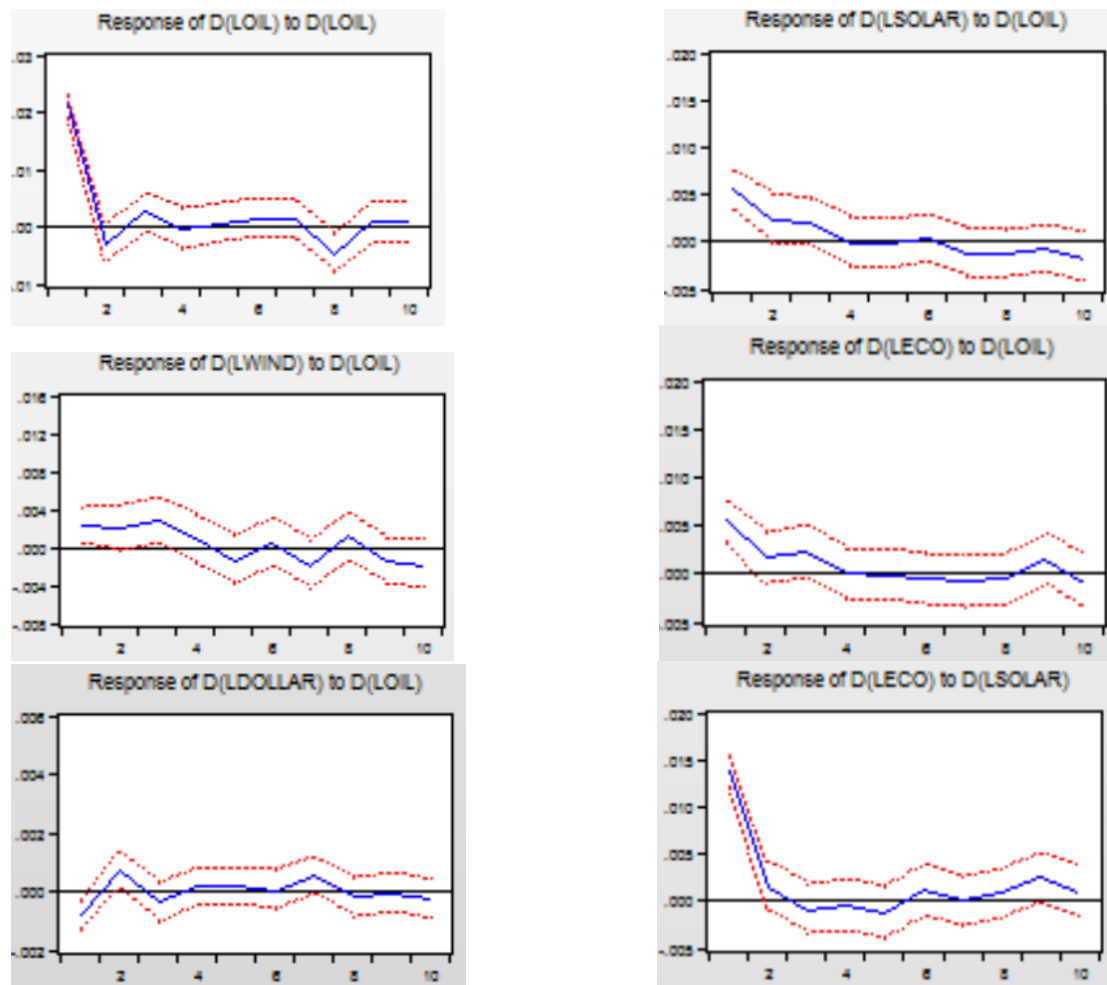 Response of D(LOIL) to D(LOIL)
.03
.02
.01
.00
.01
2 4 6 8 10
Response of D(LSOLAR) to D(LOIL)
.020
.015
.010
.005
.000
.005
2 4 6 8 10
Response of D(LWIND) to D(LOIL)
.016
.012
.008
.004
.000
-.004
-.008
2 4 6 8 10
Response of D(LECO) to D(LOIL)
.020
.015
.010
.005
.000
.005
2 4 6 8 10
Response of D(LDOLLAR) to D(LOIL)
.006
.004
.002
.000
-.002
2 4 6 8 10
Response of D(LECO) to D(LSOLAR)
.020
.015
.010
.005
.000
-.005
2 4 6 8 10